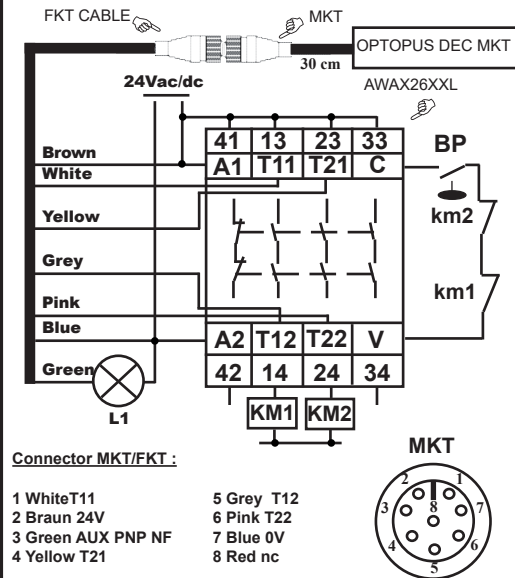 FKT CABLE MKT
30 cm
OPTOPUS DEC MKT
AWAX26XXL
24Vac/dc
41 13 23 33
A1 T11 T21 C
BP
Brown
White
km2
Yellow
Grey
km1
Pink
Blue
A2 T12 T22 V
Green
42 14 24 34
L1
KM1 KM2
Connector MKT/FKT :
MKT
1 WhiteT11
2 Braun 24V
3 Green AUX PNP NF
4 Yellow T21
5 Grey T12
6 Pink T22
7 Blue 0V
8 Red nc
2 1
3 8 7
4 6
5